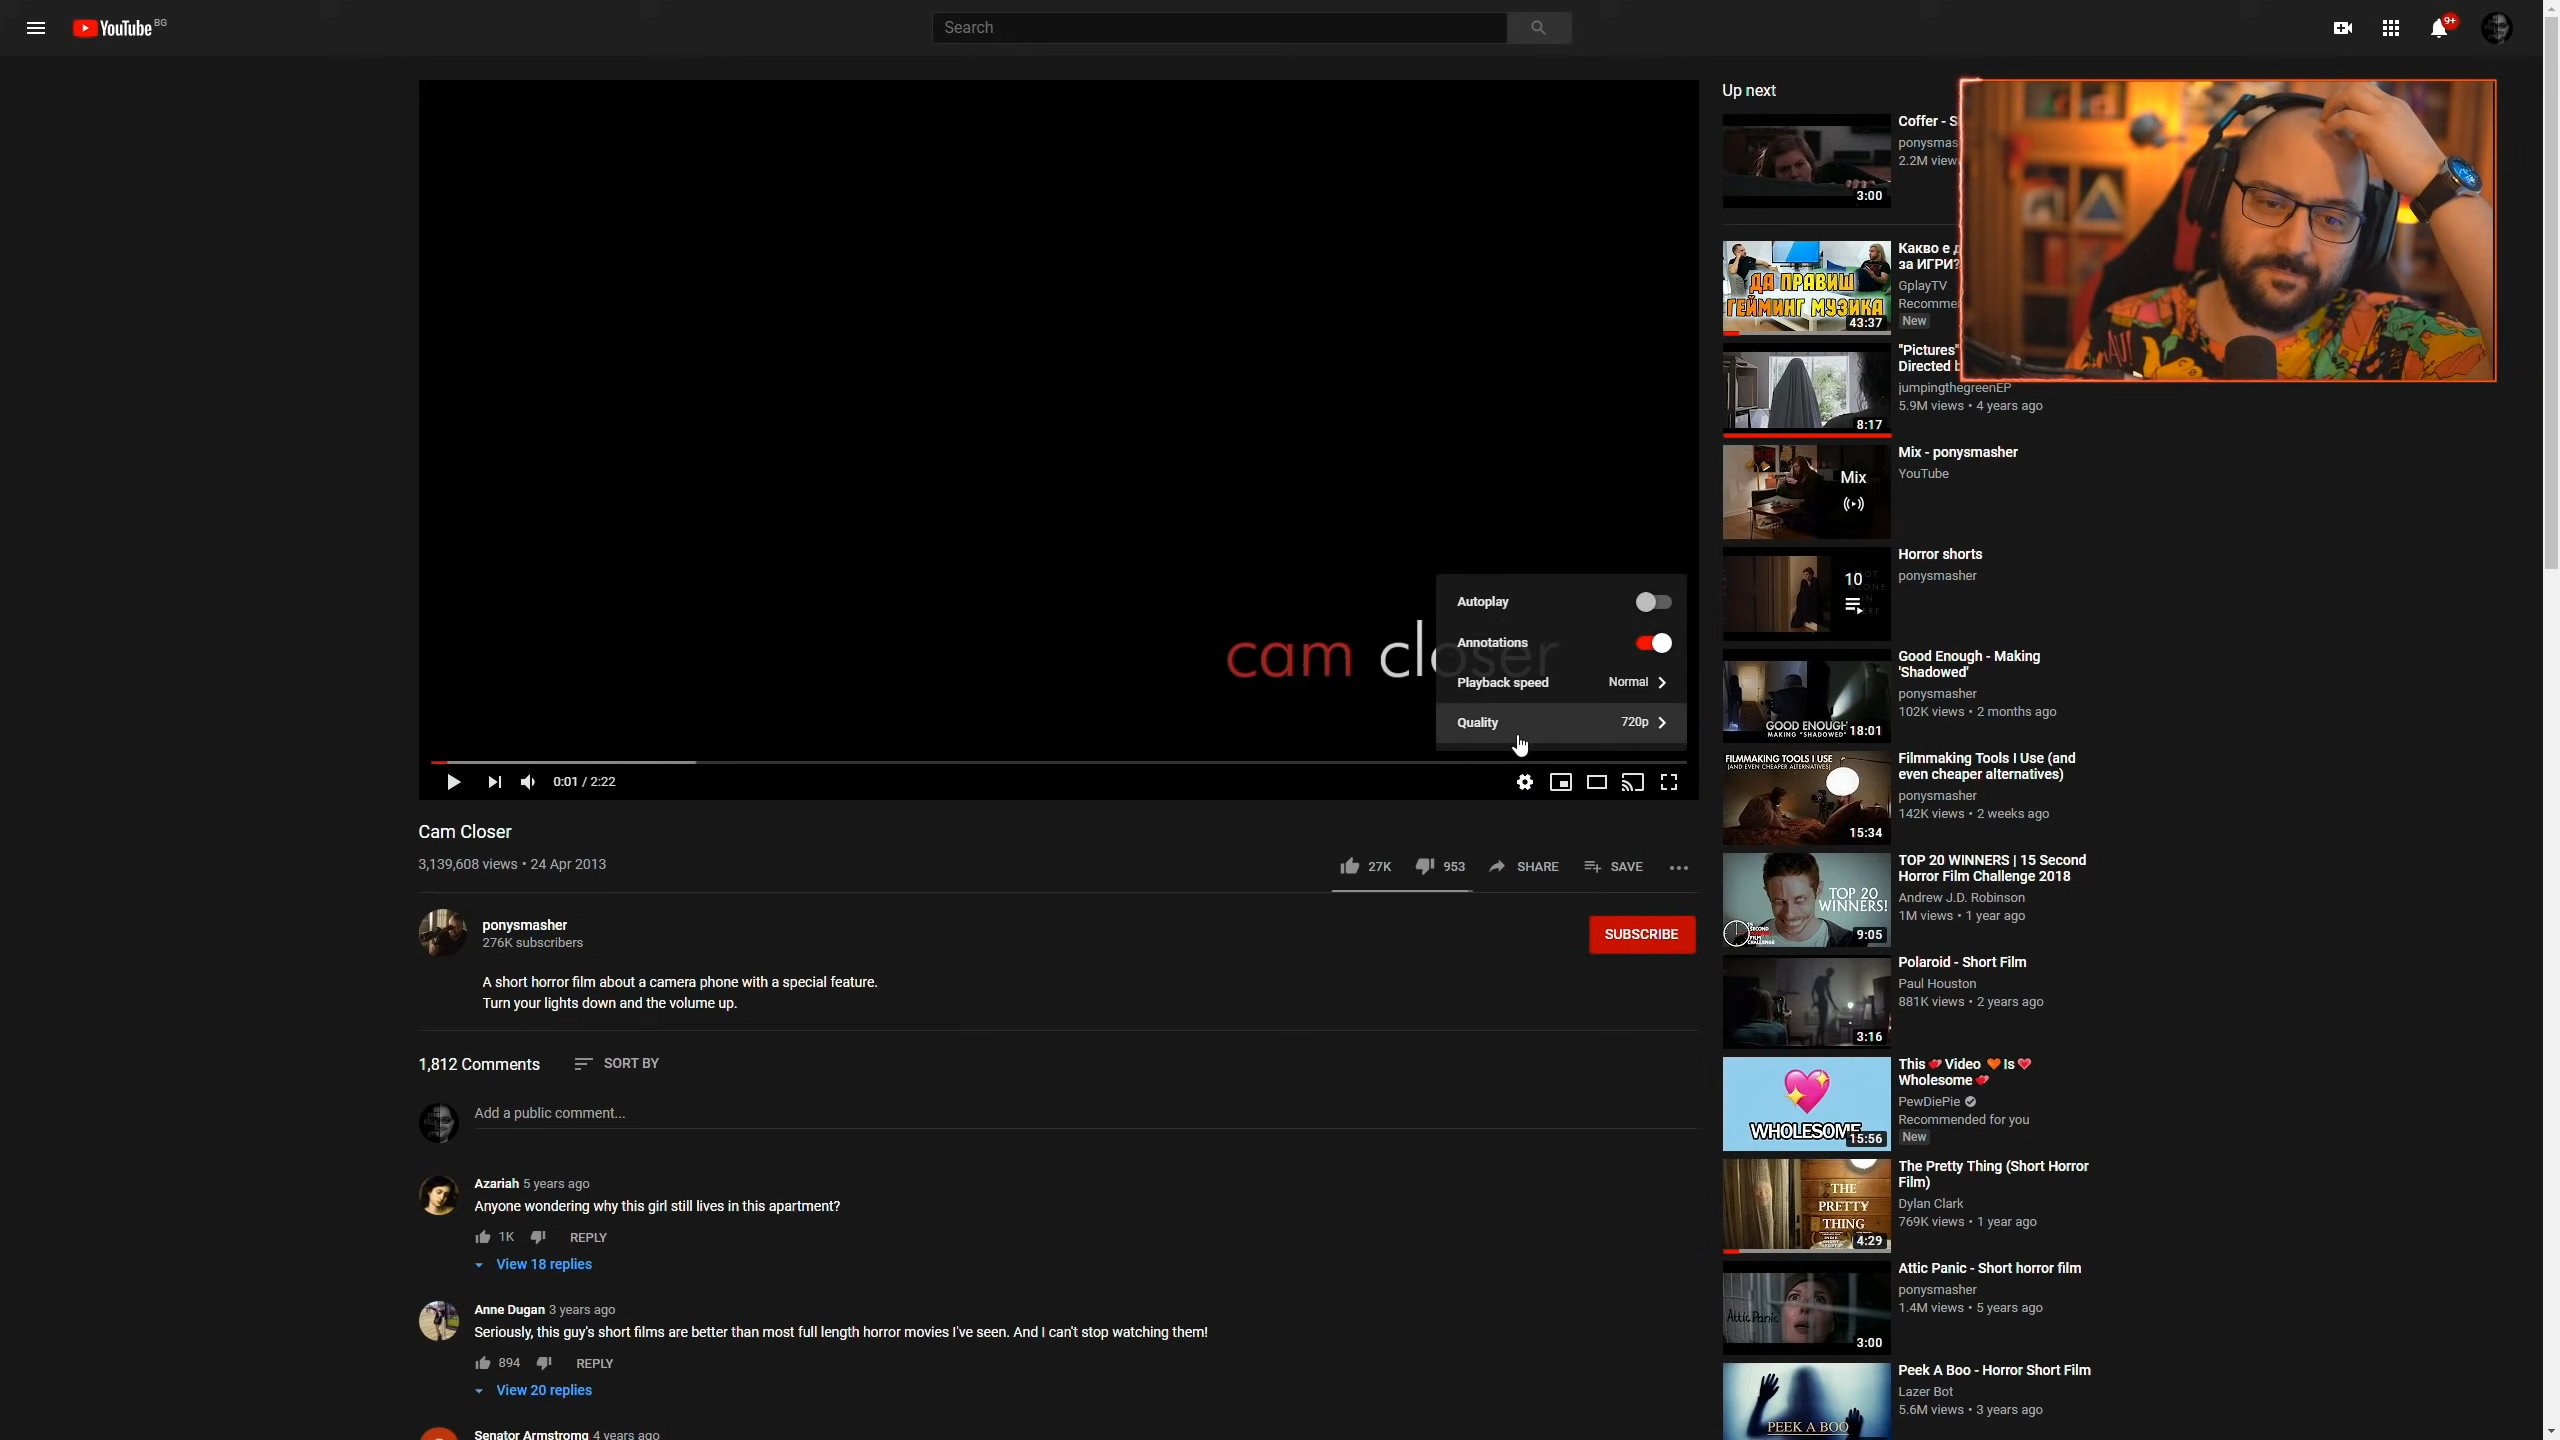 YouTube BG
Search
9+
cam closer
Autoplay
Annotations
Playback speed Normal
Quality 720p
0:01 / 2:22
Cam Closer
3,139,608 views • 24 Apr 2013
27K
953
SHARE
SAVE
ponysmasher
276K subscribers
SUBSCRIBE
A short horror film about a camera phone with a special feature.
Turn your lights down and the volume up.
1,812 Comments
SORT BY
Add a public comment...
Azariah 5 years ago
Anyone wondering why this girl still lives in this apartment?
1K
REPLY
View 18 replies
Anne Dugan 3 years ago
Seriously, this guy's short films are better than most full length horror movies I've seen. And I can't stop watching them!
894
REPLY
View 20 replies
Senator Armstrong 4 years ago
Up next
3:00
Coffer - S
ponysmas
2.2M view
ДА ПРАВИШ
ГЕЙМИНГ МУЗИКА
43:37
Какво е
за ИГРИ?
GplayTV
Recomme
New
8:17
"Pictures"
Directed
jumpingthegreenEP
5.9M views • 4 years ago
Mix
Mix - ponysmasher
YouTube
10
Horror shorts
ponysmasher
GOOD ENOUGH
MAKING "SHADOWED"
18:01
Good Enough - Making
'Shadowed'
ponysmasher
102K views • 2 months ago
FILMMAKING TOOLS I USE
(AND EVEN CHEAPER ALTERNATIVES)
15:34
Filmmaking Tools I Use (and
even cheaper alternatives)
ponysmasher
142K views • 2 weeks ago
TOP 20
WINNERS!
9:05
TOP 20 WINNERS | 15 Second
Horror Film Challenge 2018
Andrew J.D. Robinson
1M views • 1 year ago
3:16
Polaroid - Short Film
Paul Houston
881K views • 2 years ago
WHOLESOME
15:56
This 💕 Video 🧡 Is ❤
Wholesome 💕
PewDiePie
Recommended for you
New
THE
PRETTY
THING
4:29
The Pretty Thing (Short Horror
Film)
Dylan Clark
769K views • 1 year ago
Attic Panic
3:00
Attic Panic - Short horror film
ponysmasher
1.4M views • 5 years ago
PEEK A BOO
Peek A Boo - Horror Short Film
Lazer Bot
5.6M views • 3 years ago